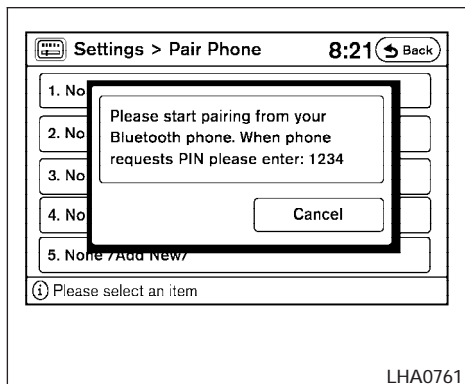 Settings > Pair Phone 8:21 Back
1. No
Please start pairing from your
2. No
Bluetooth phone. When phone
requests PIN please enter: 1234
3. No
4. No
Cancel
5. None /Add New/
Please select an item
LHA0761